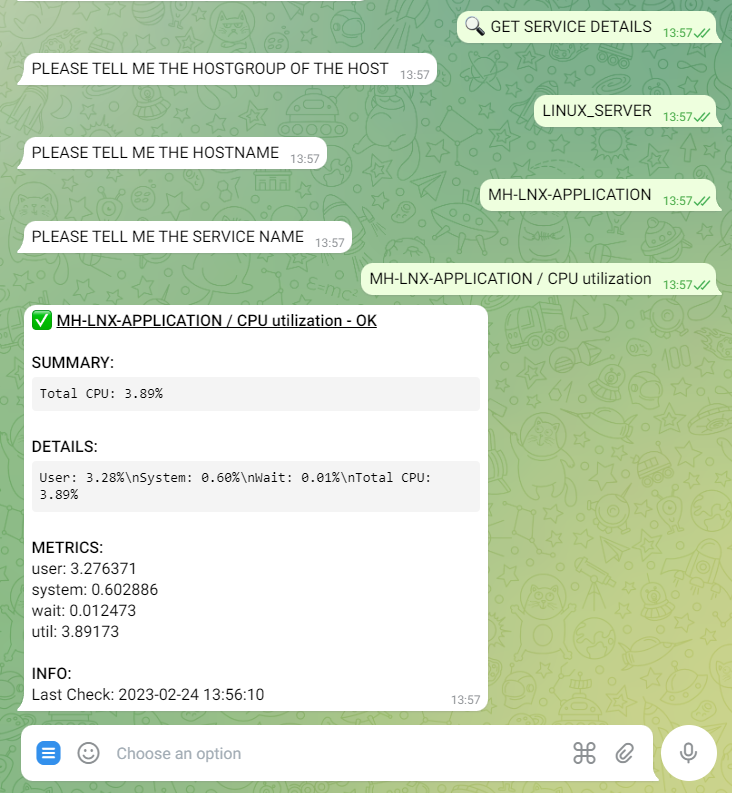 🔍 GET SERVICE DETAILS 13:57
PLEASE TELL ME THE HOSTGROUP OF THE HOST 13:57
LINUX_SERVER 13:57
PLEASE TELL ME THE HOSTNAME 13:57
MH-LNX-APPLICATION 13:57
PLEASE TELL ME THE SERVICE NAME 13:57
MH-LNX-APPLICATION / CPU utilization 13:57
✅ MH-LNX-APPLICATION / CPU utilization - OK
SUMMARY:
Total CPU: 3.89%
DETAILS:
User: 3.28%\nSystem: 0.60%\nWait: 0.01%\nTotal CPU:
3.89%
METRICS:
user: 3.276371
system: 0.602886
wait: 0.012473
util: 3.89173
INFO:
Last Check: 2023-02-24 13:56:10 13:57
Choose an option